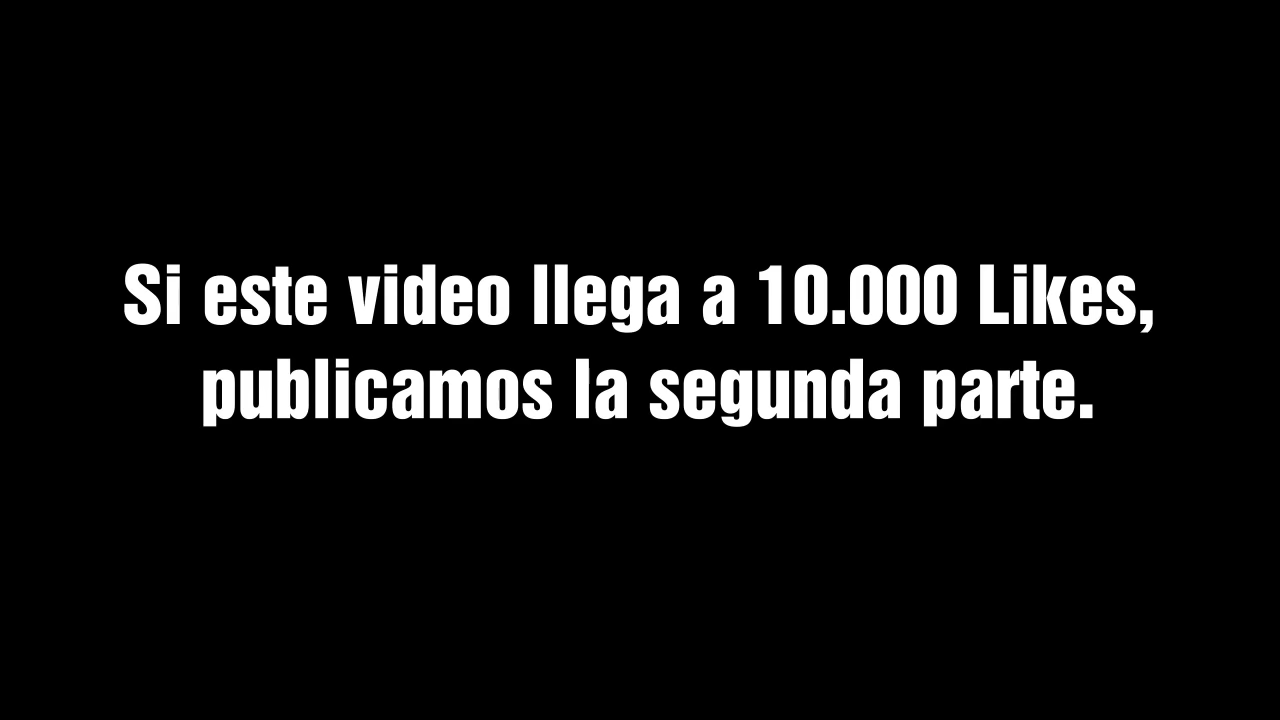 Si este video llega a 10.000 Likes,
publicamos la segunda parte.